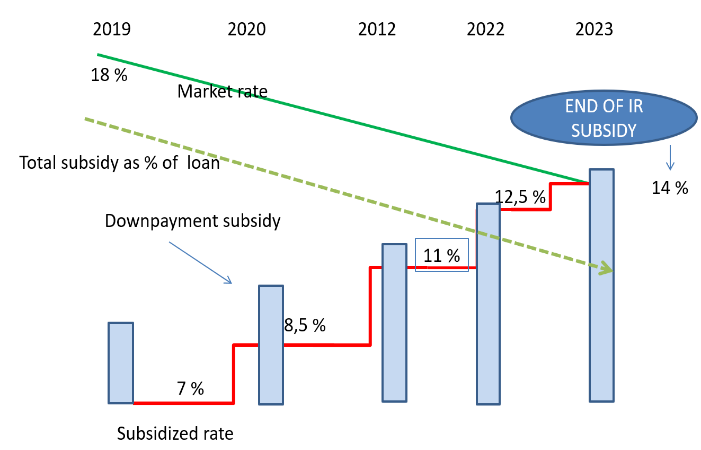 2019 2020 2012 2022 2023
18 %
Market rate
END OF IR
SUBSIDY
Total subsidy as % of loan
14 %
12,5 %
Downpayment subsidy
11 %
8,5 %
7 %
Subsidized rate